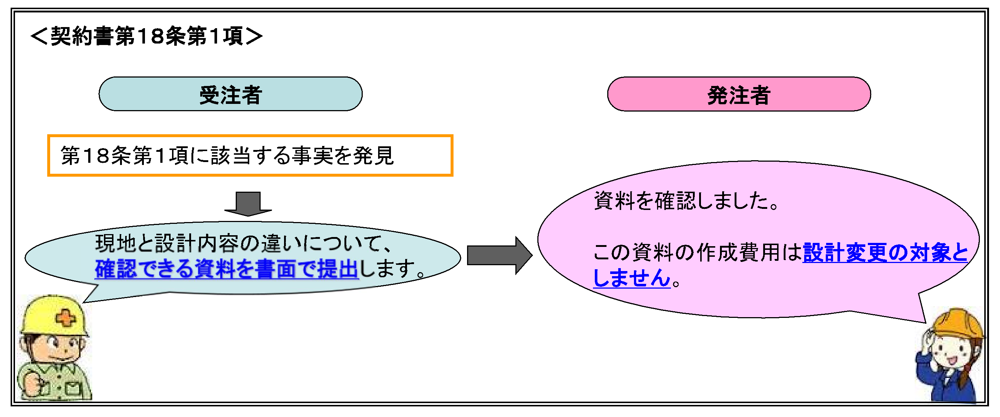 ＜契約書第１８条第１項＞
受注者
発注者
第１８条第１項に該当する事実を発見
現地と設計内容の違いについて、
確認できる資料を書面で提出します。
資料を確認しました。
この資料の作成費用は設計変更の対象と
しません。